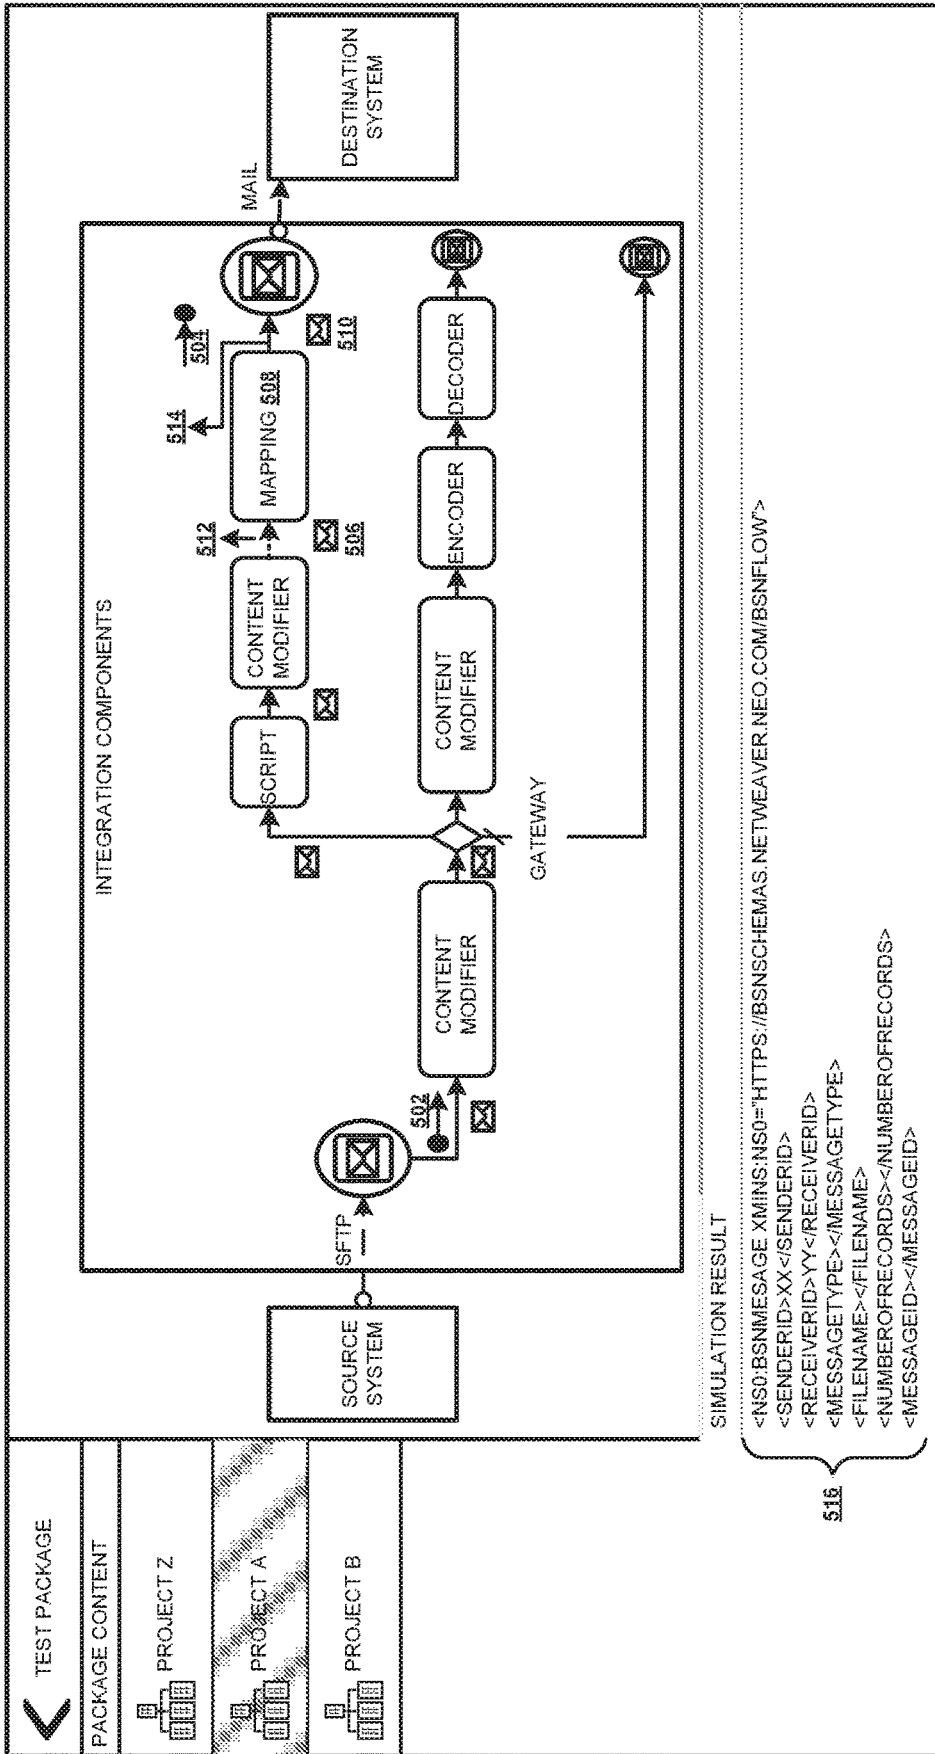 TEST PACKAGE
PACKAGE CONTENT
PROJECT Z
PROJECT A
PROJECT B
INTEGRATION COMPONENTS
SOURCE
SYSTEM
SFTP
502
CONTENT
MODIFIER
GATEWAY
SCRIPT
CONTENT
MODIFIER
512
506
MAPPING 508
514
504
510
CONTENT
MODIFIER
ENCODER
DECODER
MAIL
DESTINATION
SYSTEM
SIMULATION RESULT
516
<NS0:BSNMESAGE XMINS:NS0="HTTPS://BSNSCHEMAS.NETWEAVER.NEO.COM/BSNFLOW">
<SENDERID>XX</SENDERID>
<RECEIVERID>YY</RECEIVERID>
<MESSAGETYPE></MESSAGETYPE>
<FILENAME></FILENAME>
<NUMBEROFRECORDS></NUMBEROFRECORDS>
<MESSAGEID></MESSAGEID>